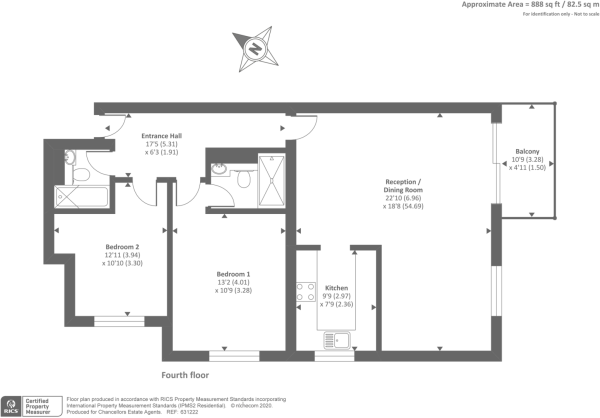 Approximate Area = 888 sq ft / 82.5 sq m
For identification only - Not to scale
N
Entrance Hall
17'5 (5.31)
x 6'3 (1.91)
Balcony
10'9 (3.28)
x 4'11 (1.50)
Reception /
Dining Room
22'10 (6.96)
x 18'8 (54.69)
Bedroom 2
12'11 (3.94)
x 10'10 (3.30)
Bedroom 1
13'2 (4.01)
x 10'9 (3.28)
Kitchen
9'9 (2.97)
x 7'9 (2.36)
Fourth floor
RICS
Certified
Property
Measurer
Floor plan produced in accordance with RICS Property Measurement Standards incorporating
International Property Measurement Standards (IPMS2 Residential). © nichecom 2020.
Produced for Chancellors Estate Agents. REF: 631222